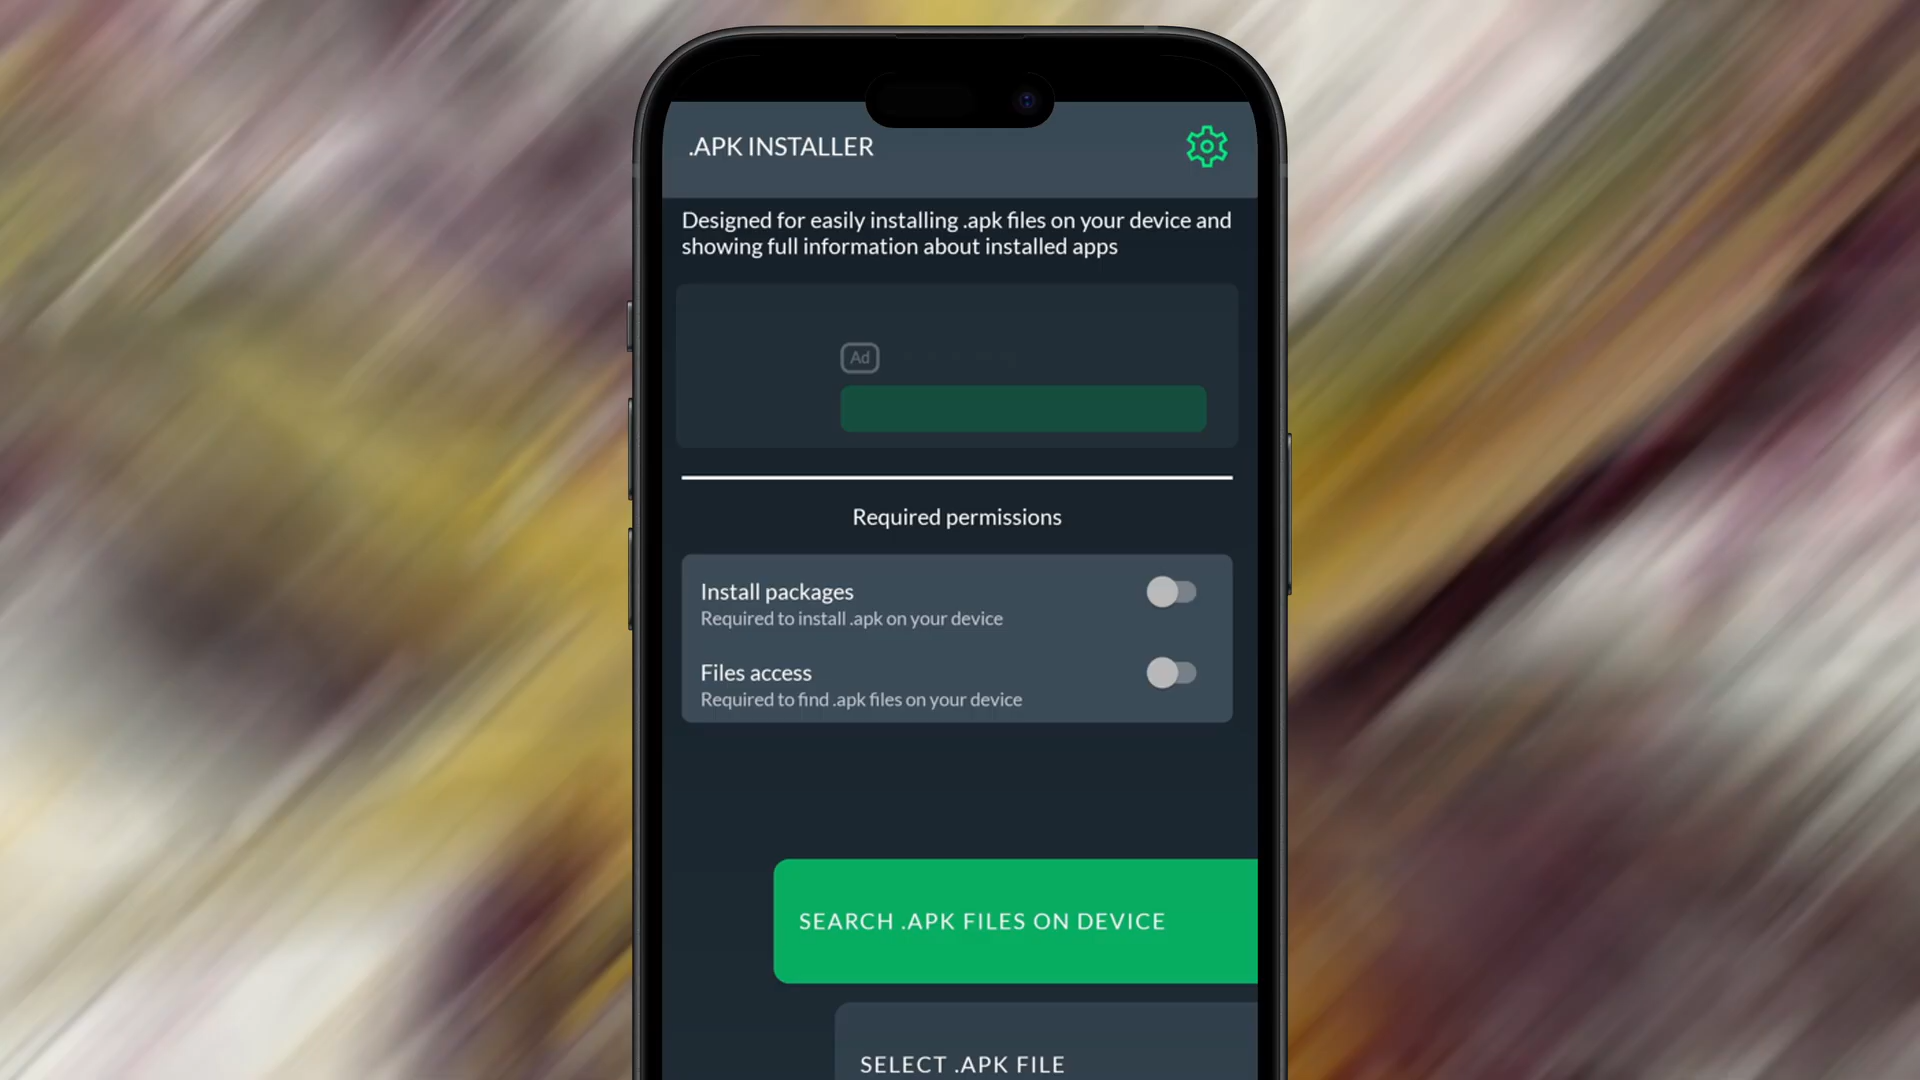 .APK INSTALLER
Designed for easily installing .apk files on your device and
showing full information about installed apps
Ad
Required permissions
Install packages
Required to install .apk on your device
Files access
Required to find .apk files on your device
SEARCH .APK FILES ON DEVICE
SELECT .APK FILE